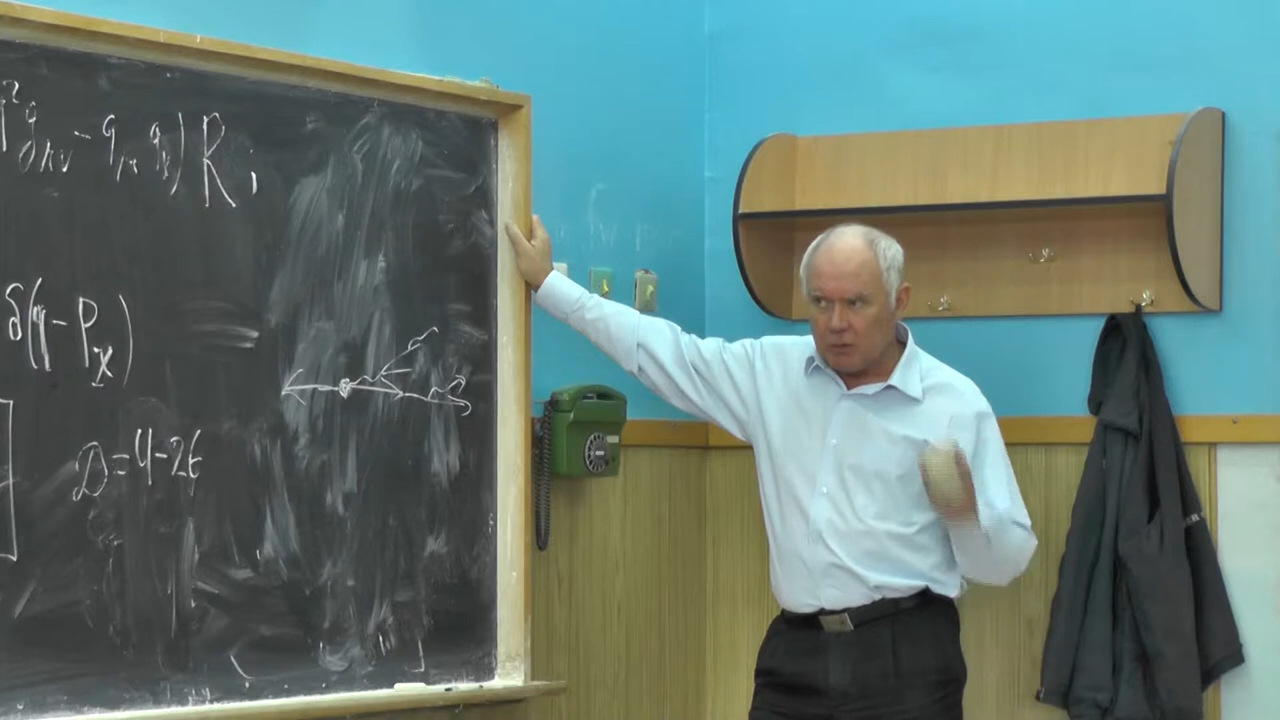 q²g_μν - q_μ q_ν) R ;
δ(q - P_x)
D = 4 - 2ε